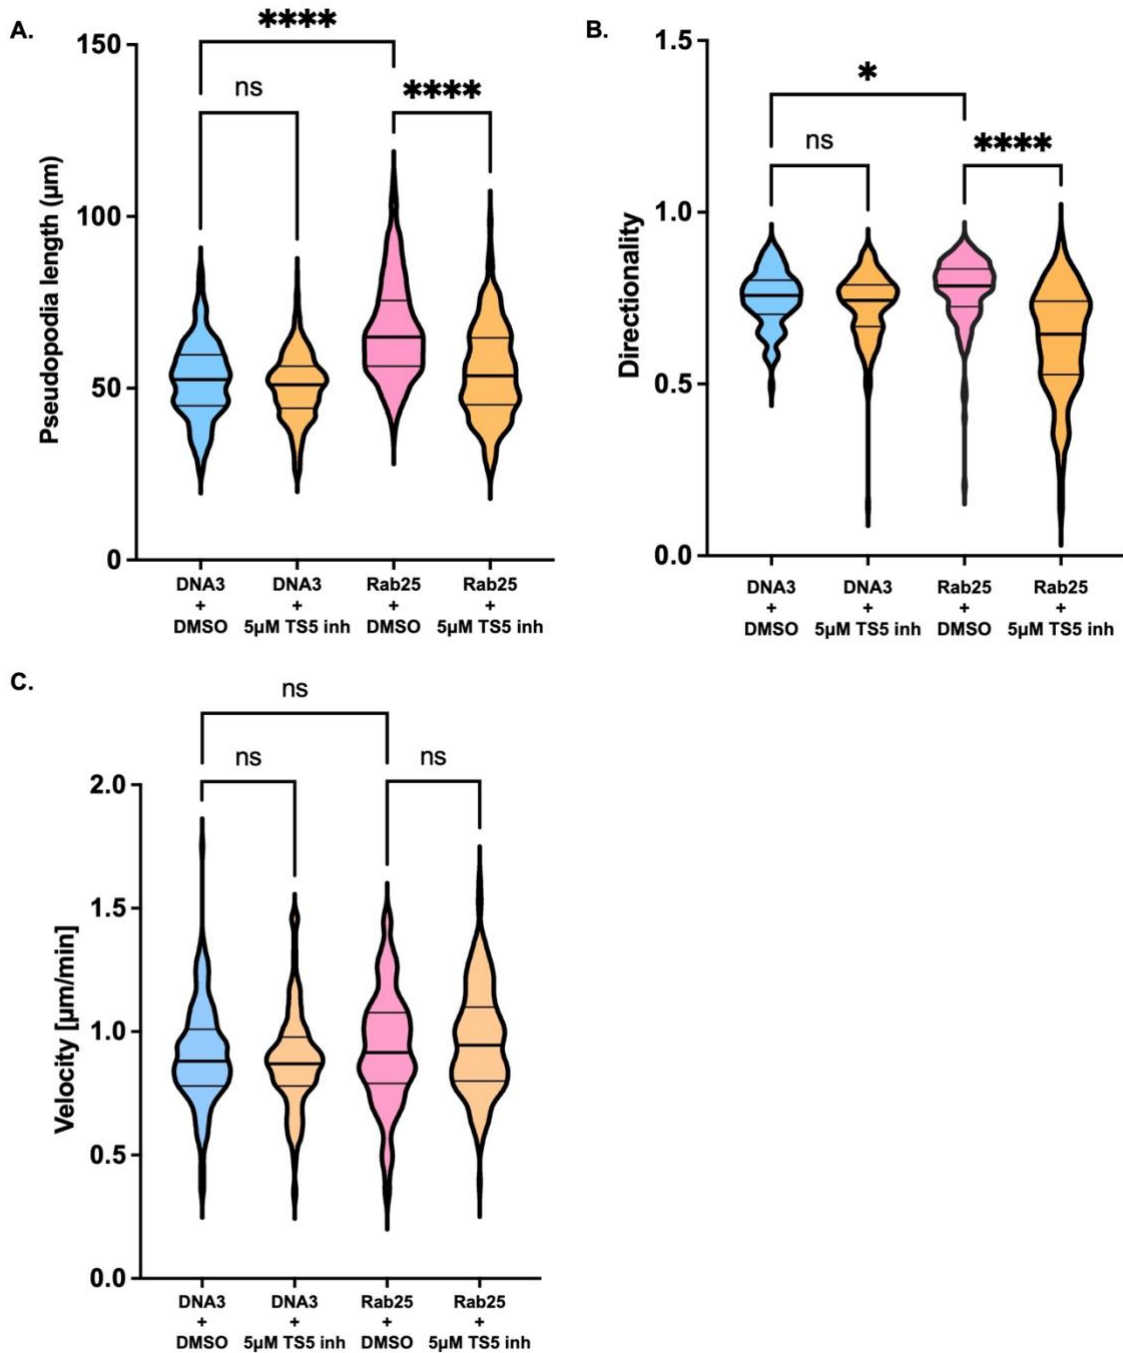 A.
✱✱✱✱
ns
✱✱✱✱
150
100
50
0
Pseudopodia length (µm)
DNA3
+
DMSO
DNA3
+
5µM TS5 inh
Rab25
+
DMSO
Rab25
+
5µM TS5 inh
B.
✱
ns
✱✱✱✱
1.5
1.0
0.5
0.0
Directionality
DNA3
+
DMSO
DNA3
+
5µM TS5 inh
Rab25
+
DMSO
Rab25
+
5µM TS5 inh
C.
ns
ns
ns
2.0
1.5
1.0
0.5
0.0
Velocity [µm/min]
DNA3
+
DMSO
DNA3
+
5µM TS5 inh
Rab25
+
DMSO
Rab25
+
5µM TS5 inh